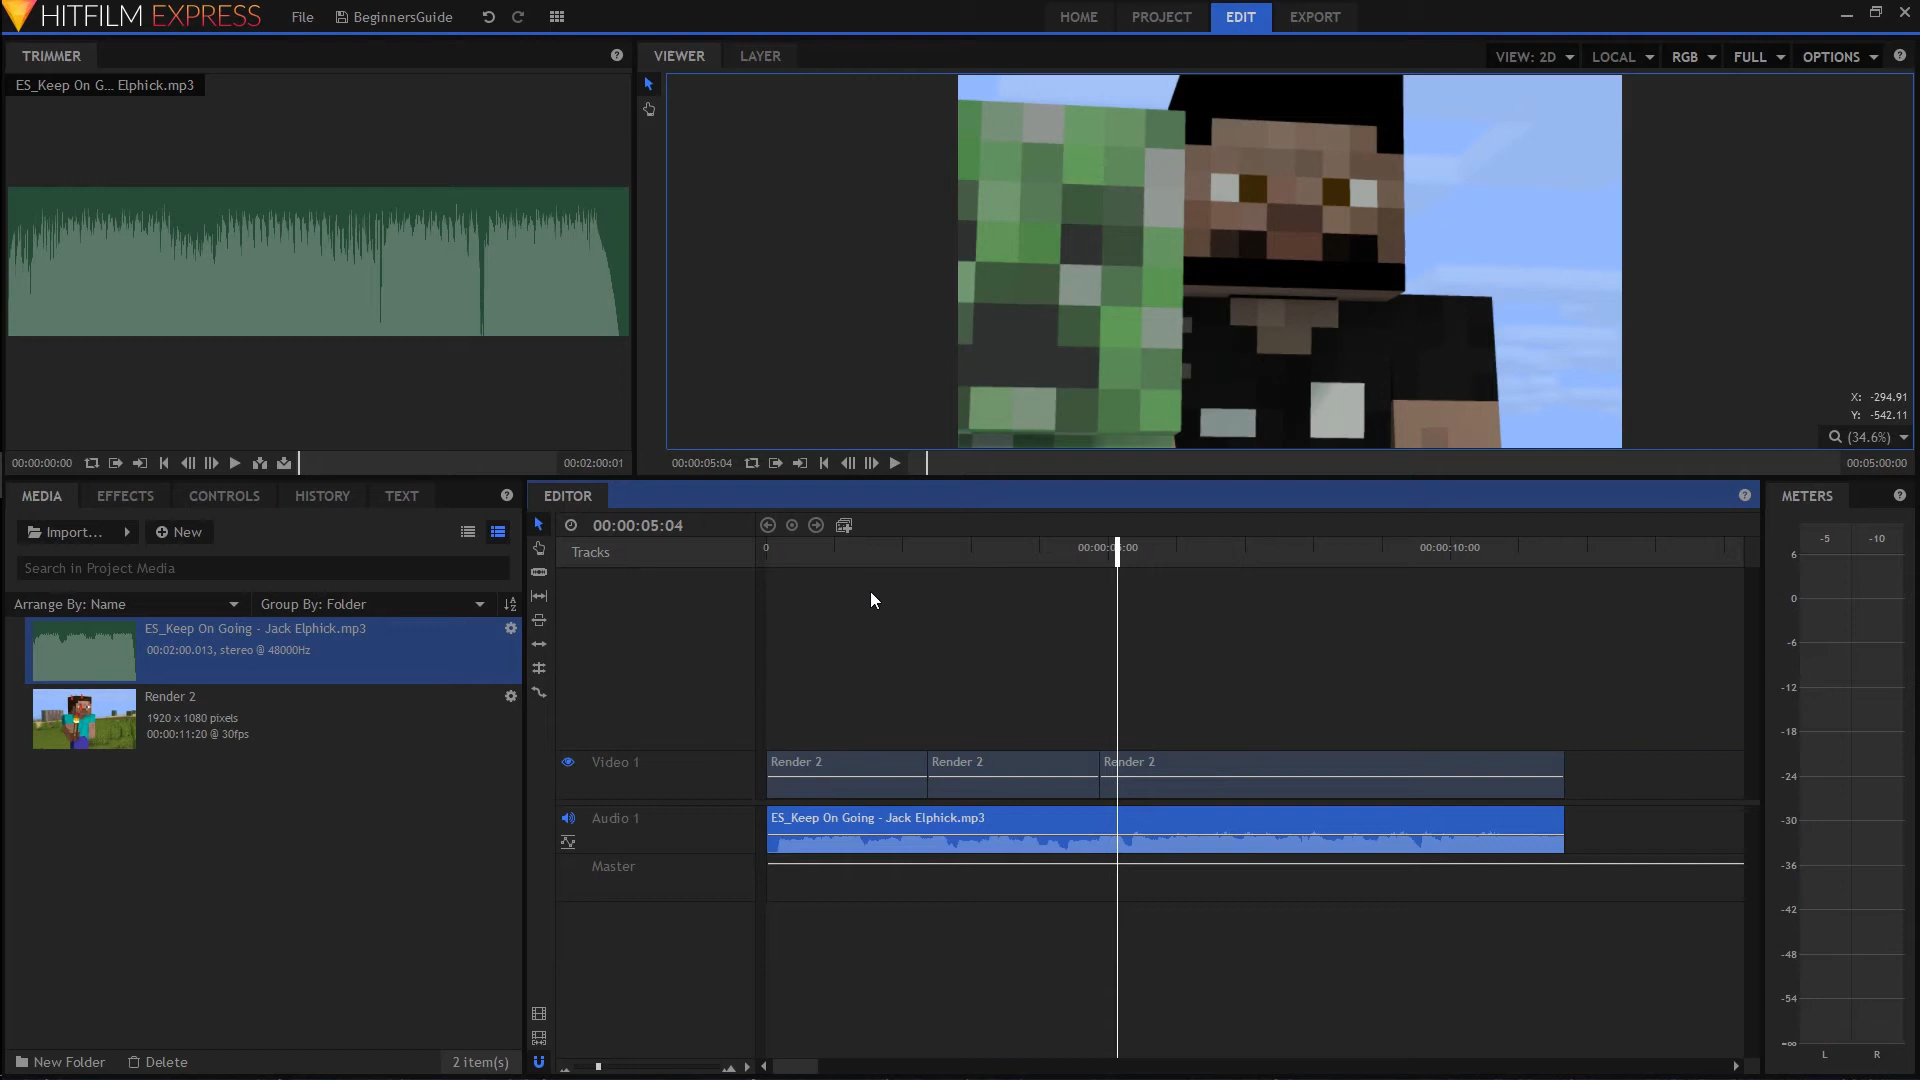 HITFILM EXPRESS File BeginnersGuide HOME PROJECT EDIT EXPORT
TRIMMER
ES_Keep On G... Elphick.mp3
00:00:00:00 00:02:00:01
VIEWER LAYER VIEW: 2D LOCAL RGB FULL OPTIONS
X: -294.91
Y: -542.11
(34.6%)
00:00:05:04 00:05:00:00
MEDIA EFFECTS CONTROLS HISTORY TEXT
Import... New
Search in Project Media
Arrange By: Name Group By: Folder
ES_Keep On Going - Jack Elphick.mp3
00:02:00.013, stereo @ 48000Hz
Render 2
1920 x 1080 pixels
00:00:11:20 @ 30fps
New Folder Delete 2 item(s)
EDITOR
00:00:05:04
Tracks 0 00:00:05:00 00:00:10:00
Video 1 Render 2 Render 2 Render 2
Audio 1 ES_Keep On Going - Jack Elphick.mp3
Master
METERS
-5 -10
6
0
-6
-12
-18
-24
-30
-36
-42
-48
-54
-∞
L R